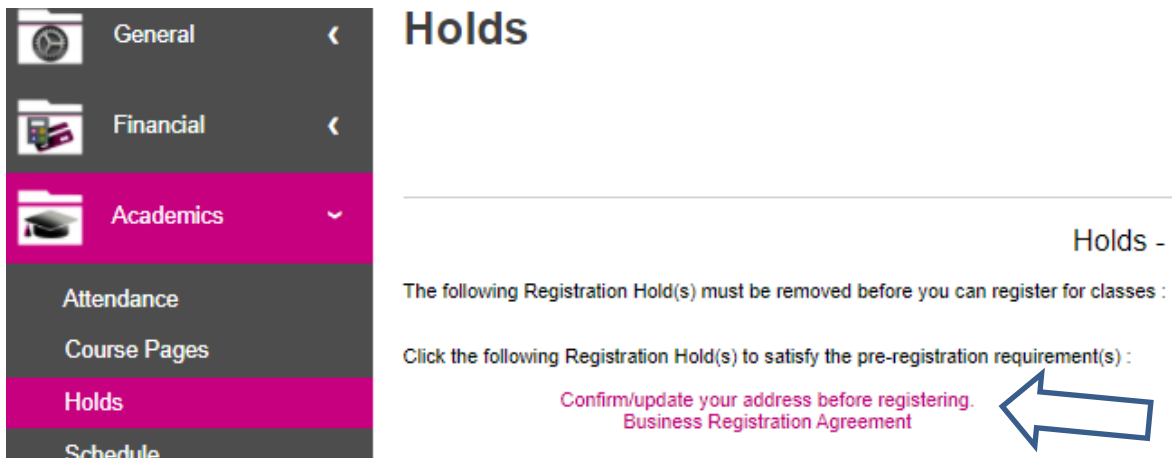 General
Financial
Academics
Attendance
Course Pages
Holds
Schedule
Holds
Holds -
The following Registration Hold(s) must be removed before you can register for classes :
Click the following Registration Hold(s) to satisfy the pre-registration requirement(s) :
Confirm/update your address before registering.
Business Registration Agreement